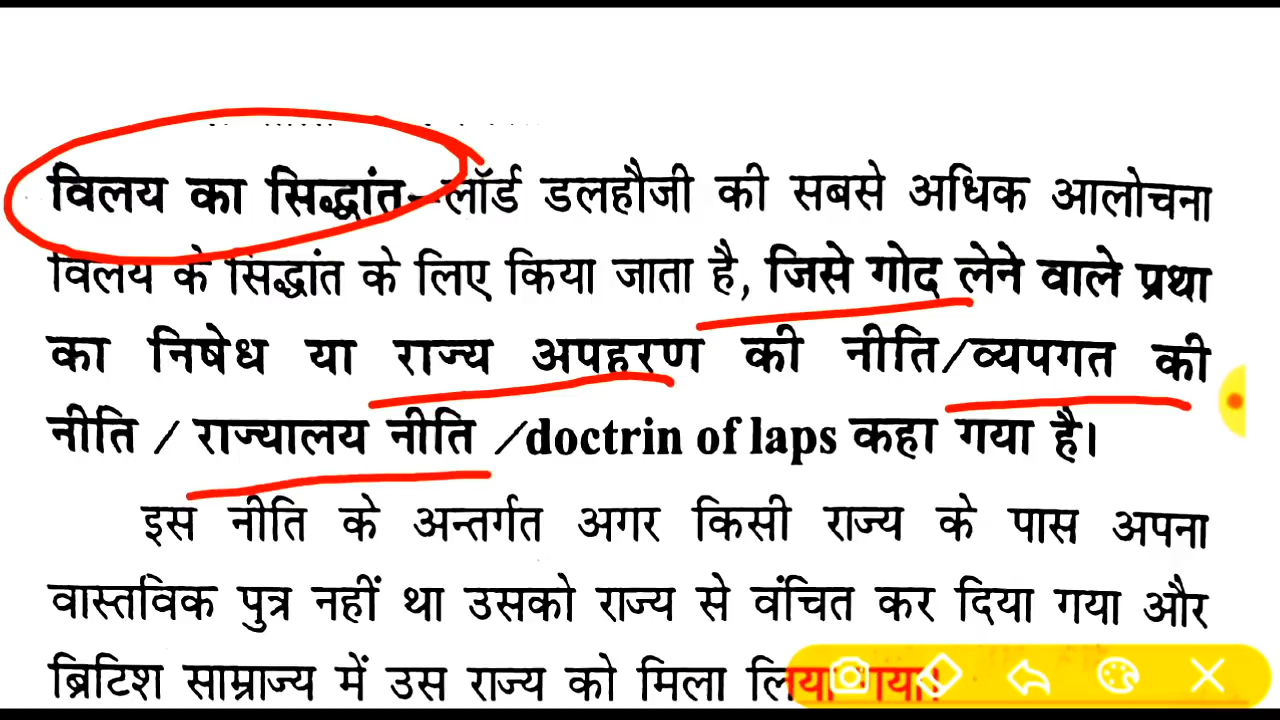 विलय का सिद्धांत- लॉर्ड डलहौजी की सबसे अधिक आलोचना
विलय के सिद्धांत के लिए किया जाता है, जिसे गोद लेने वाले प्रथा
का निषेध या राज्य अपहरण की नीति/व्यपगत की
नीति / राज्यालय नीति /doctrin of laps कहा गया है।
इस नीति के अन्तर्गत अगर किसी राज्य के पास अपना
वास्तविक पुत्र नहीं था उसको राज्य से वंचित कर दिया गया और
ब्रिटिश साम्राज्य में उस राज्य को मिला लिया गया।